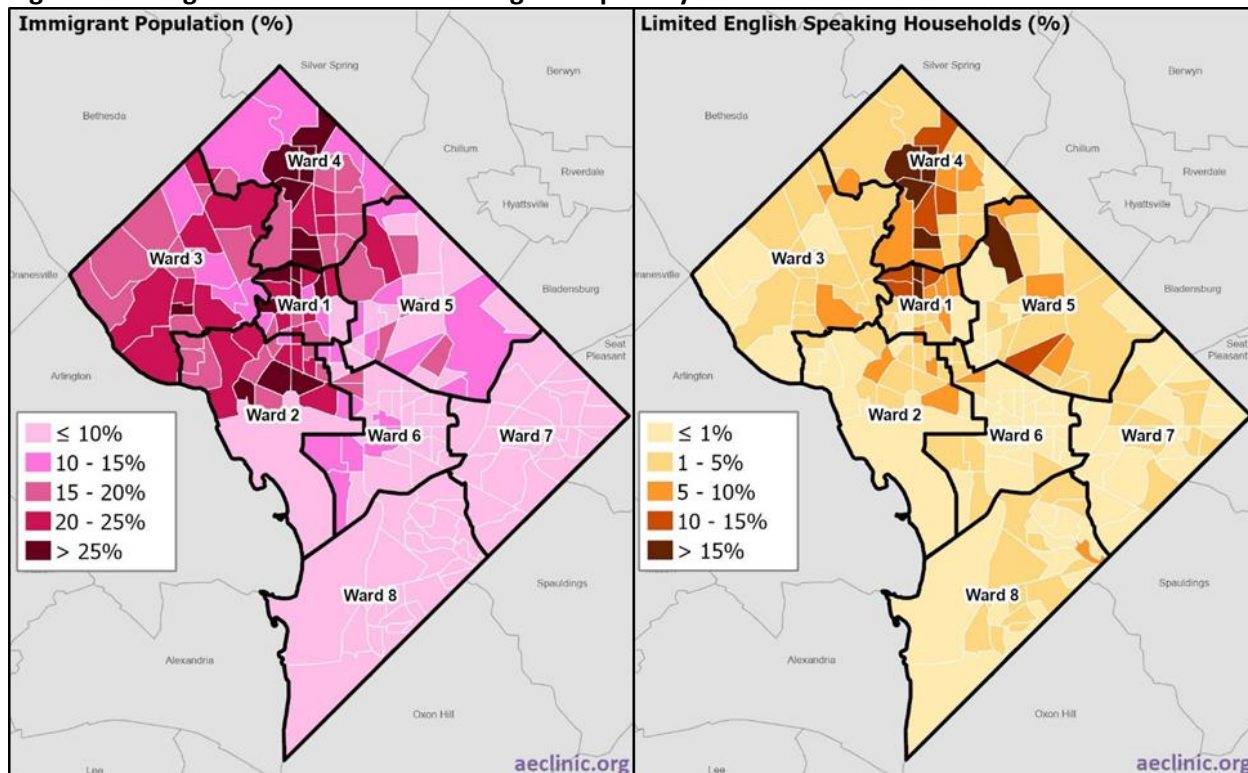 Immigrant Population (%)
Silver Spring
Berwyn
Bethesda
Chillum
Riverdale
Hyattsville
Ward 4
Ward 3
Ward 1
Ward 5
Bladensburg
Seat
Pleasant
Arlington
Ward 2
Ward 6
Ward 7
≤ 10%
10 - 15%
15 - 20%
20 - 25%
> 25%
Ward 8
Spauldings
Alexandria
Oxon Hill
Lee
aeclinic.org
Limited English Speaking Households (%)
Silver Spring
Berwyn
Bethesda
Chillum
Riverdale
Hyattsville
Ward 4
Ward 3
Dranesville
Ward 1
Ward 5
Bladensburg
Seat
Pleasant
Arlington
Ward 2
Ward 6
Ward 7
≤ 1%
1 - 5%
5 - 10%
10 - 15%
> 15%
Ward 8
Spauldings
Alexandria
Oxon Hill
Lee
aeclinic.org